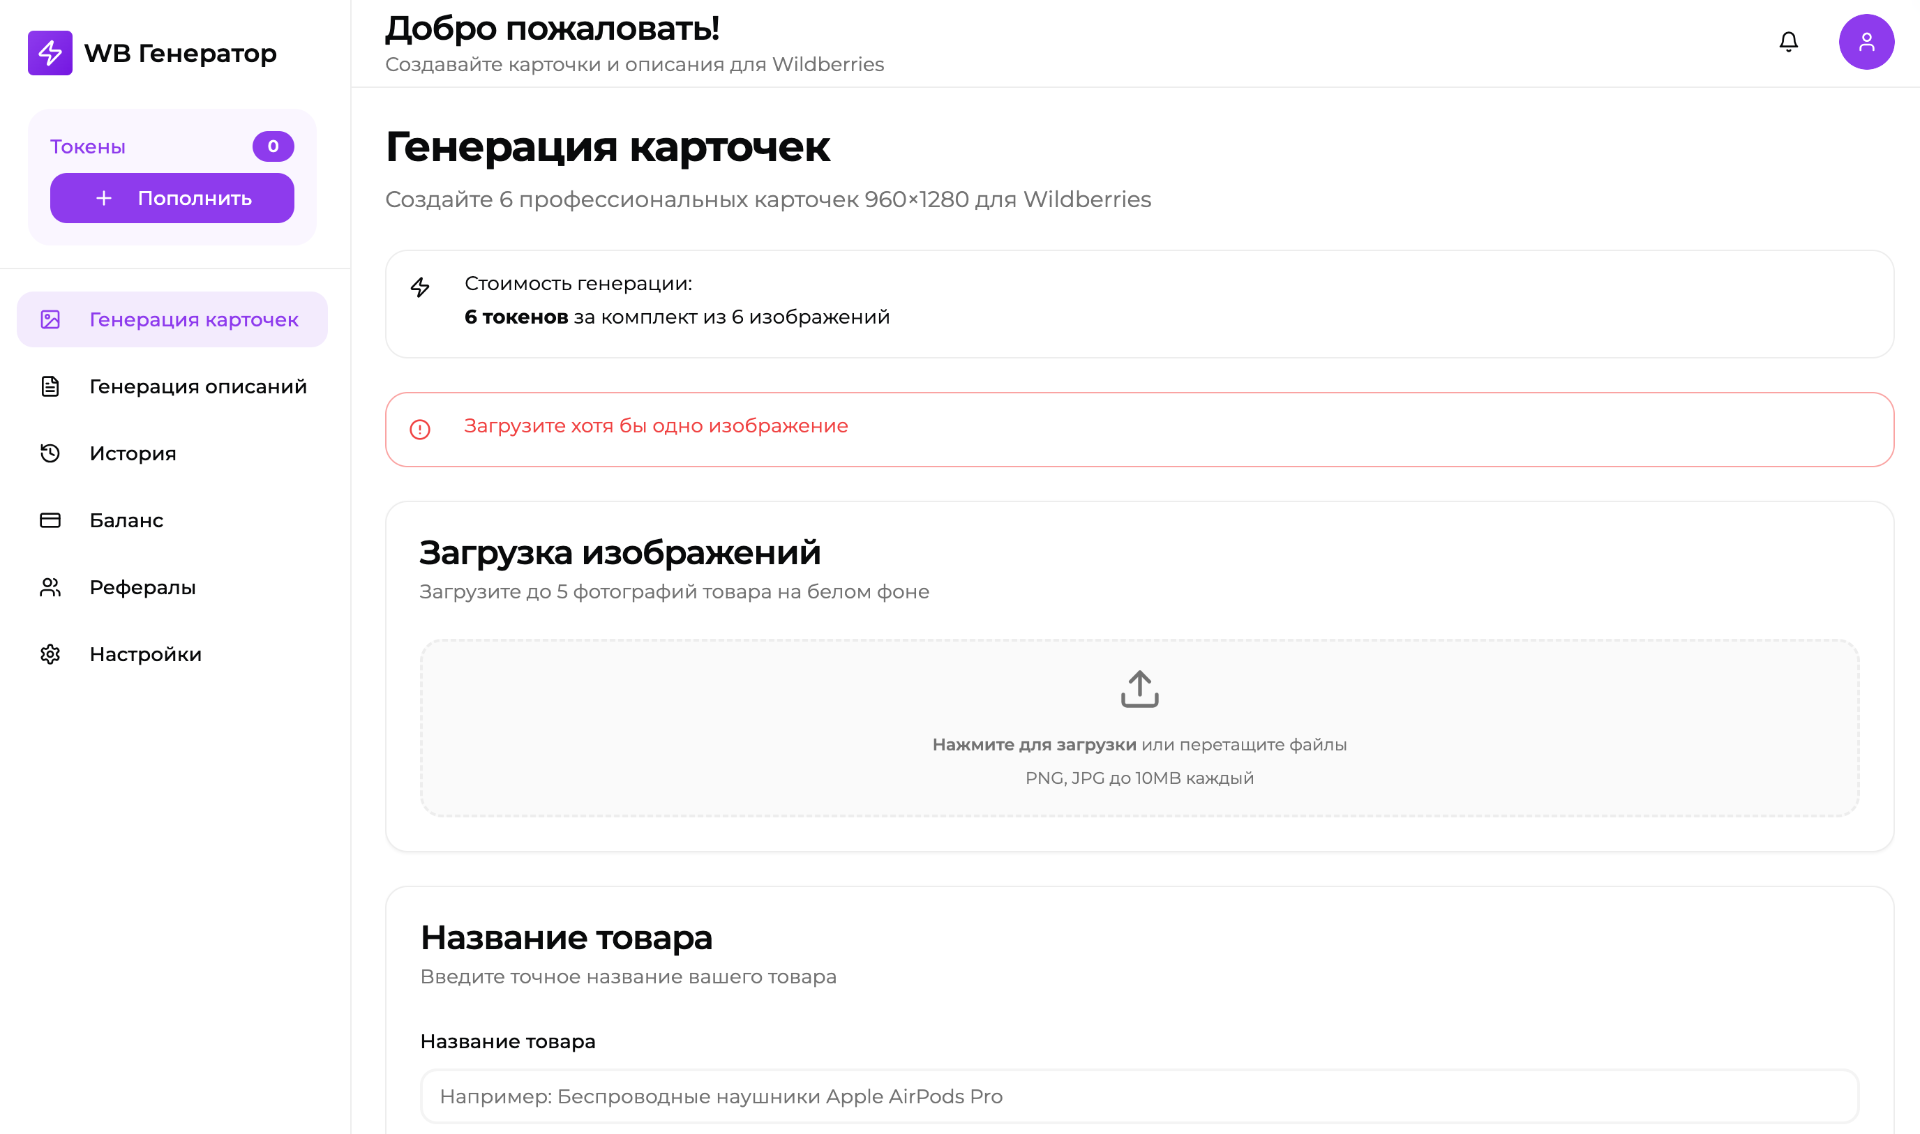 WB Генератор
Токены
0
Пополнить
Генерация карточек
Генерация описаний
История
Баланс
Рефералы
Настройки
Добро пожаловать!
Создавайте карточки и описания для Wildberries
Генерация карточек
Создайте 6 профессиональных карточек 960×1280 для Wildberries
Стоимость генерации:
6 токенов за комплект из 6 изображений
Загрузите хотя бы одно изображение
Загрузка изображений
Загрузите до 5 фотографий товара на белом фоне
Нажмите для загрузки или перетащите файлы
PNG, JPG до 10MB каждый
Название товара
Введите точное название вашего товара
Название товара
Например: Беспроводные наушники Apple AirPods Pro